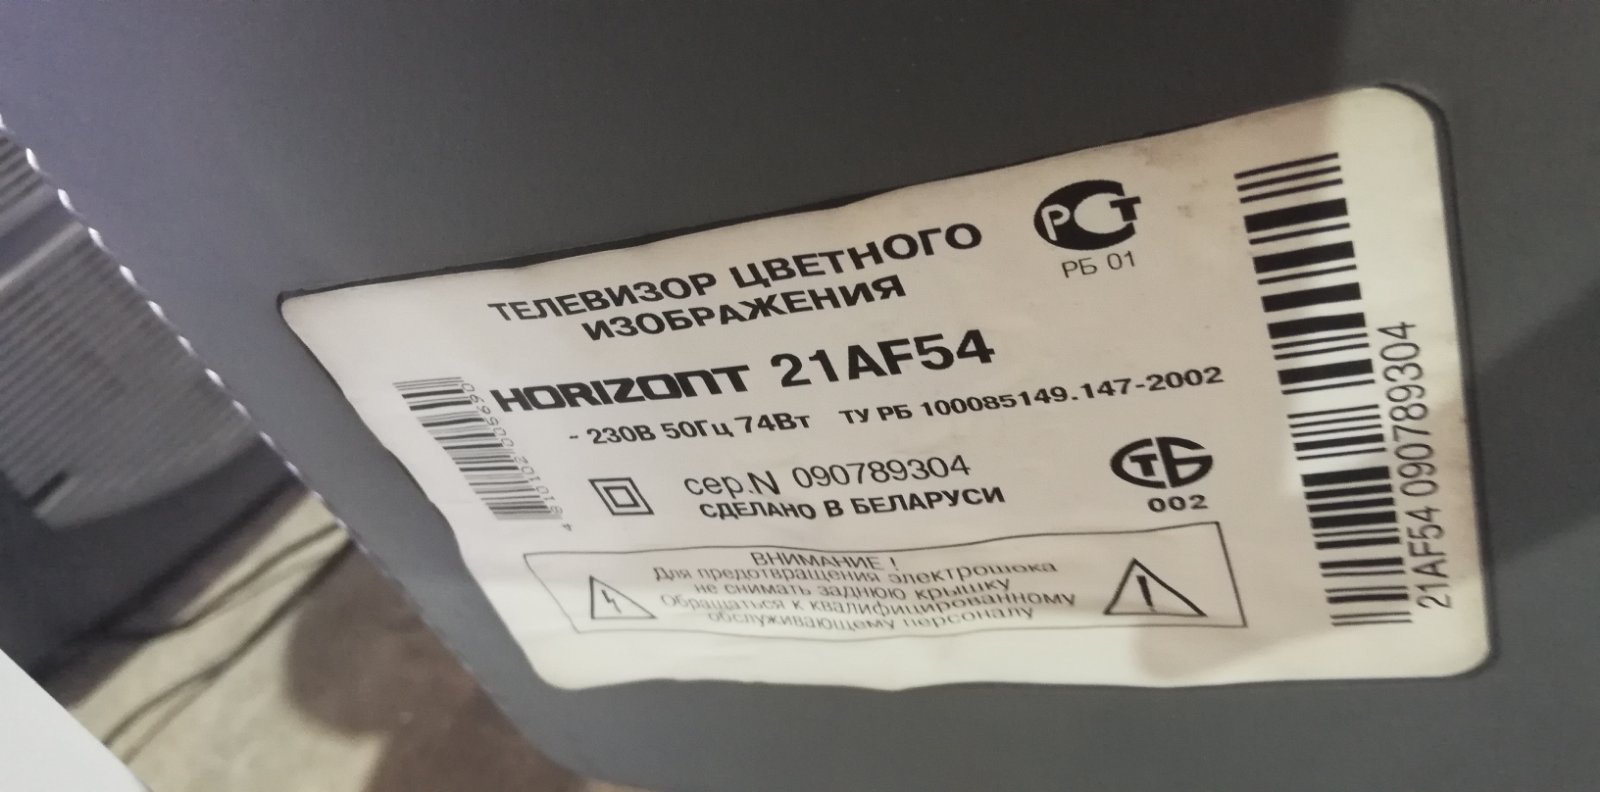 ТЕЛЕВИЗОР ЦВЕТНОГО
ИЗОБРАЖЕНИЯ
РСТ
РБ 01
HORIZONT 21AF54
~ 230В 50Гц 74Вт ТУ РБ 100085149.147-2002
сер.N 090789304
СДЕЛАНО В БЕЛАРУСИ
СТБ
002
ВНИМАНИЕ !
Для предотвращения электрошока
не снимать заднюю крышку
Обращаться к квалифицированному
обслуживающему персоналу
21AF54 090789304